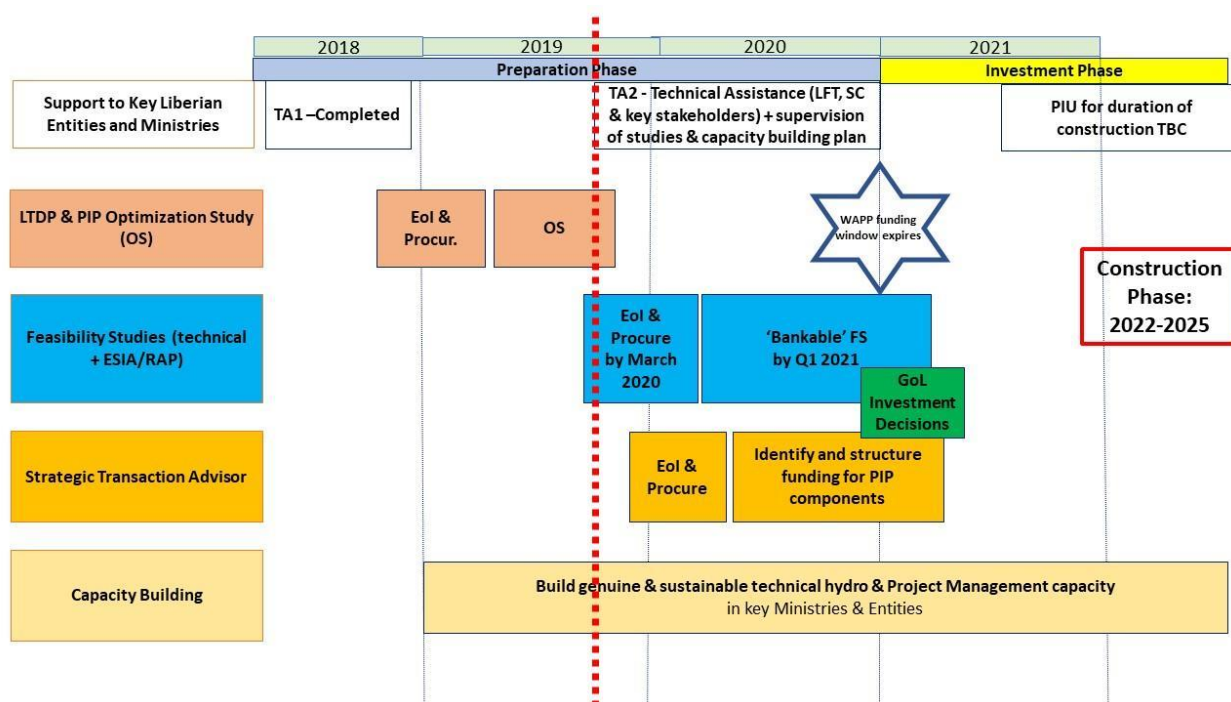 2018
2019
2020
2021
Preparation Phase
Investment Phase
Support to Key Liberian
Entities and Ministries
TA1 –Completed
TA2 - Technical Assistance (LFT, SC
& key stakeholders) + supervision
of studies & capacity building plan
PIU for duration of
construction TBC
LTDP & PIP Optimization Study
(OS)
EoI &
Procur.
OS
WAPP funding
window expires
Construction
Phase:
2022-2025
Feasibility Studies (technical
+ ESIA/RAP)
EoI &
Procure
by March
2020
‘Bankable’ FS
by Q1 2021
GoL
Investment
Decisions
Strategic Transaction Advisor
EoI &
Procure
Identify and structure
funding for PIP
components
Capacity Building
Build genuine & sustainable technical hydro & Project Management capacity
in key Ministries & Entities